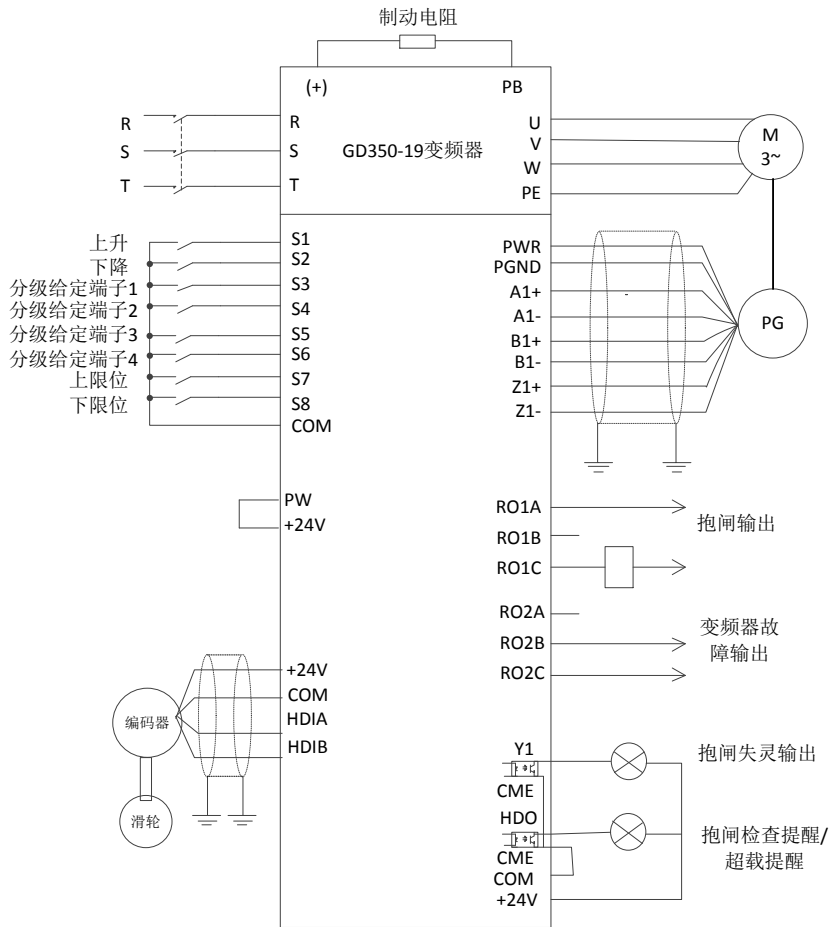 制动电阻
(+)
PB
R
S
T
R
S
T
GD350-19变频器
U
V
W
PE
M
3~
上升
下降
分级给定端子1
分级给定端子2
分级给定端子3
分级给定端子4
上限位
下限位
S1
S2
S3
S4
S5
S6
S7
S8
COM
PWR
PGND
A1+
A1-
B1+
B1-
Z1+
Z1-
PG
PW
+24V
RO1A
RO1B
RO1C
抱闸输出
RO2A
RO2B
RO2C
变频器故
障输出
+24V
COM
HDIA
HDIB
编码器
滑轮
Y1
CME
HDO
CME
COM
+24V
抱闸失灵输出
抱闸检查提醒/
超载提醒